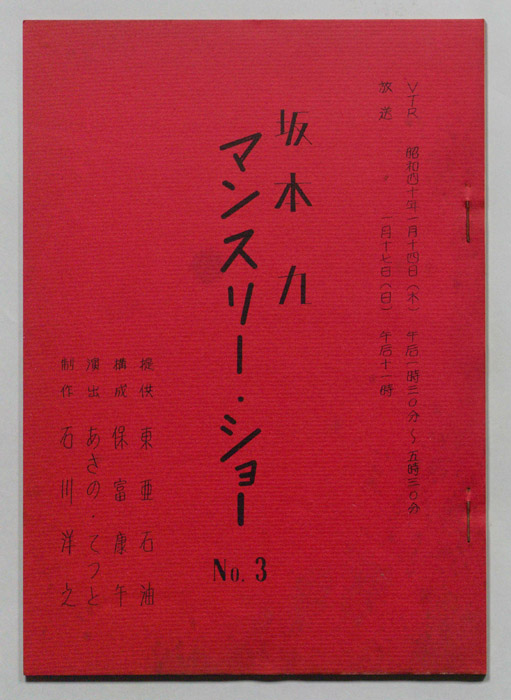 VTR 昭和四十年一月十四日(木) 午后一時三〇分〜五時三〇分
放送 一月十七日(日) 午后十一時
坂本九
マンスリー・ショー
No.3
提供 東亜石油
構成 保富康午
演出 あさの・てつと
制作 石川洋之